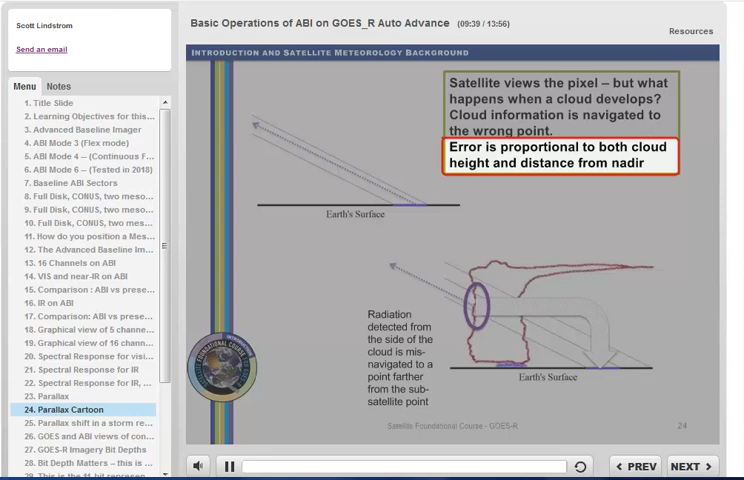 Scott Lindstrom
Send an email
Basic Operations of ABI on GOES_R Auto Advance (09:39 / 13:56)
Resources
Menu
Notes
1. Title Slide
2. Learning Objectives for this...
3. Advanced Baseline Imager
4. ABI Mode 3 (Flex mode)
5. ABI Mode 4 -- (Continuous F...
6. ABI Mode 6 -- (Tested in 2018)
7. Baseline ABI Sectors
8. Full Disk, CONUS, two meso...
9. Full Disk, CONUS, two meso...
10. Full Disk, CONUS, two mes...
11. How do you position a Mes...
12. The Advanced Baseline Im...
13. 16 Channels on ABI
14. VIS and near-IR on ABI
15. Comparison : ABI vs prese...
16. IR on ABI
17. Comparison: ABI vs prese...
18. Graphical view of 5 channe...
19. Graphical view of 16 chann...
20. Spectral Response for visi...
21. Spectral Response for IR
22. Spectral Response for IR, ...
23. Parallax
24. Parallax Cartoon
25. Parallax shift in a storm re...
26. GOES and ABI views of con...
27. GOES-R Imagery Bit Depths
28. Bit Depth Matters – this is ...
INTRODUCTION AND SATELLITE METEOROLOGY BACKGROUND
Satellite views the pixel – but what
happens when a cloud develops?
Cloud information is navigated to
the wrong point.
Error is proportional to both cloud
height and distance from nadir
Earth's Surface
Radiation
detected from
the side of the
cloud is mis-
navigated to a
point farther
from the sub-
satellite point
Earth's Surface
Satellite Foundational Course - GOES-R
24
PREV
NEXT